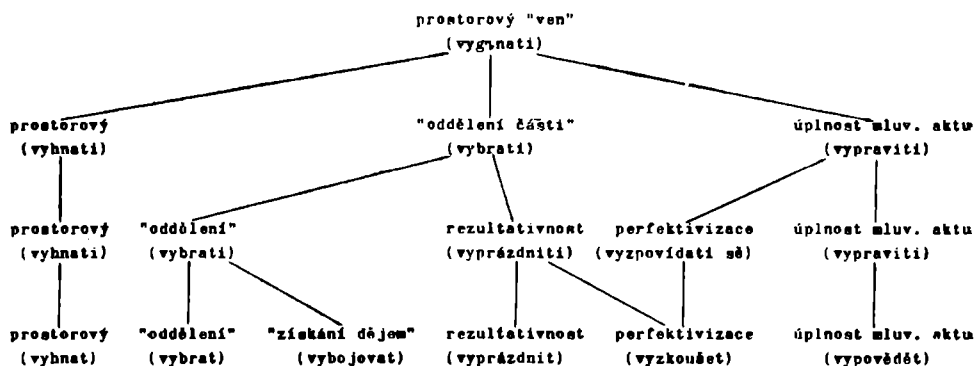 prostorový "ven"
(vygъnati)
prostorový "oddělení části" úplnost mluv. aktu
(vyhnati) (vybrati) (vypraviti)
prostorový "oddělení" rezultativnost perfektivizace úplnost mluv. aktu
(vyhnati) (vybrati) (vyprázdniti) (vyzpovídati sě) (vypraviti)
prostorový "oddělení" "získání dějem" rezultativnost perfektivizace úplnost mluv. aktu
(vyhnat) (vybrat) (vybojovat) (vyprázdnit) (vyzkoušet) (vypovědět)